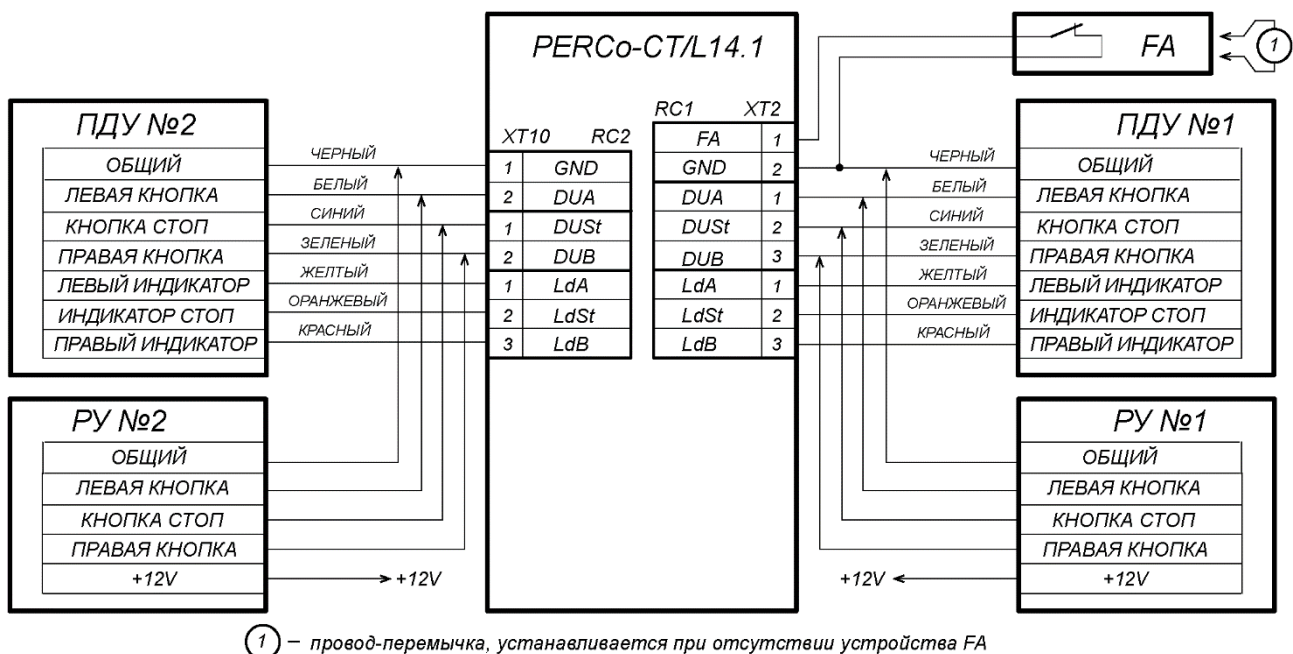 PERCo-CT/L14.1
FA
1
ПДУ №2
ОБЩИЙ
ЛЕВАЯ КНОПКА
КНОПКА СТОП
ПРАВАЯ КНОПКА
ЛЕВЫЙ ИНДИКАТОР
ИНДИКАТОР СТОП
ПРАВЫЙ ИНДИКАТОР
ЧЕРНЫЙ
БЕЛЫЙ
СИНИЙ
ЗЕЛЕНЫЙ
ЖЕЛТЫЙ
ОРАНЖЕВЫЙ
КРАСНЫЙ
XT10 RC2
1 GND
2 DUA
1 DUSt
2 DUB
1 LdA
2 LdSt
3 LdB
RC1 XT2
FA 1
GND 2
DUA 1
DUSt 2
DUB 3
LdA 1
LdSt 2
LdB 3
ЧЕРНЫЙ
БЕЛЫЙ
СИНИЙ
ЗЕЛЕНЫЙ
ЖЕЛТЫЙ
ОРАНЖЕВЫЙ
КРАСНЫЙ
ПДУ №1
ОБЩИЙ
ЛЕВАЯ КНОПКА
КНОПКА СТОП
ПРАВАЯ КНОПКА
ЛЕВЫЙ ИНДИКАТОР
ИНДИКАТОР СТОП
ПРАВЫЙ ИНДИКАТОР
РУ №2
ОБЩИЙ
ЛЕВАЯ КНОПКА
КНОПКА СТОП
ПРАВАЯ КНОПКА
+12V
+12V
РУ №1
ОБЩИЙ
ЛЕВАЯ КНОПКА
КНОПКА СТОП
ПРАВАЯ КНОПКА
+12V
+12V
1 – провод-перемычка, устанавливается при отсутствии устройства FA